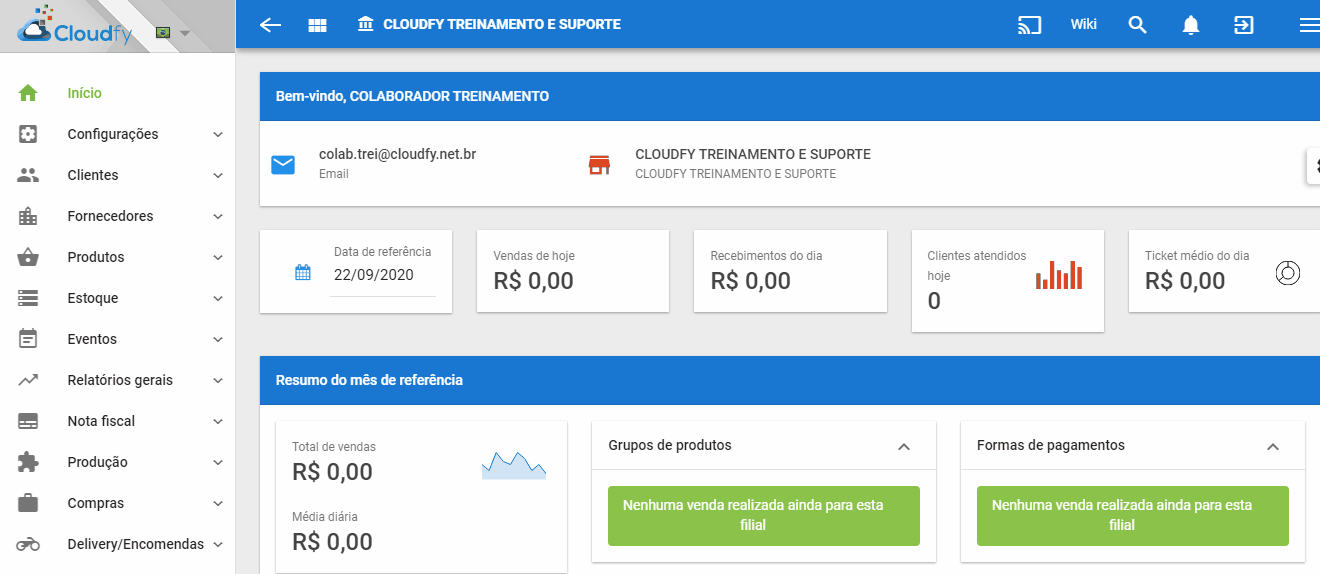 Cloudfy
CLOUDFY TREINAMENTO E SUPORTE
Wiki
Início
Configurações
Clientes
Fornecedores
Produtos
Estoque
Eventos
Relatórios gerais
Nota fiscal
Produção
Compras
Delivery/Encomendas
Bem-vindo, COLABORADOR TREINAMENTO
colab.trei@cloudfy.net.br
Email
CLOUDFY TREINAMENTO E SUPORTE
CLOUDFY TREINAMENTO E SUPORTE
Data de referência
22/09/2020
Vendas de hoje
R$ 0,00
Recebimentos do dia
R$ 0,00
Clientes atendidos
hoje
0
Ticket médio do dia
R$ 0,00
Resumo do mês de referência
Total de vendas
R$ 0,00
Média diária
R$ 0,00
Grupos de produtos
Nenhuma venda realizada ainda para esta
filial
Formas de pagamentos
Nenhuma venda realizada ainda para esta
filial